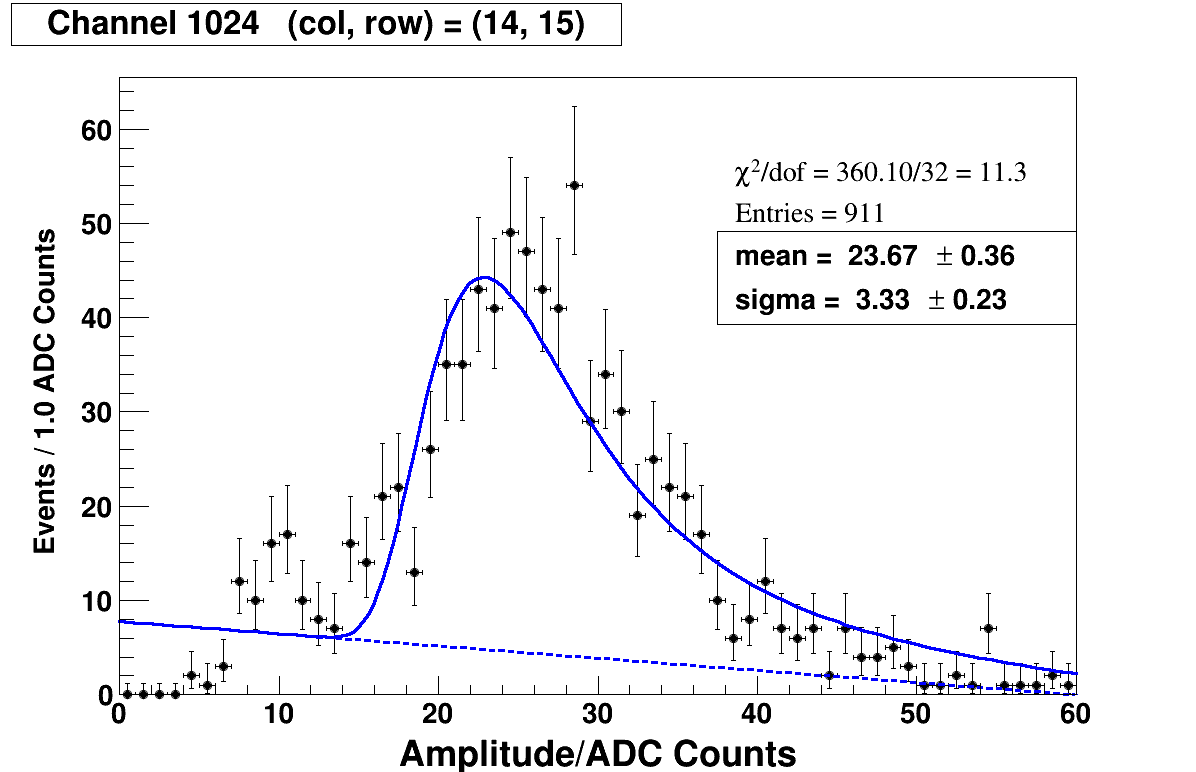 Channel 1024 (col, row) = (14, 15)
Events / 1.0 ADC Counts
60
50
40
30
20
10
0
χ²/dof = 360.10/32 = 11.3
Entries = 911
mean = 23.67 ± 0.36
sigma = 3.33 ± 0.23
0 10 20 30 40 50 60
Amplitude/ADC Counts